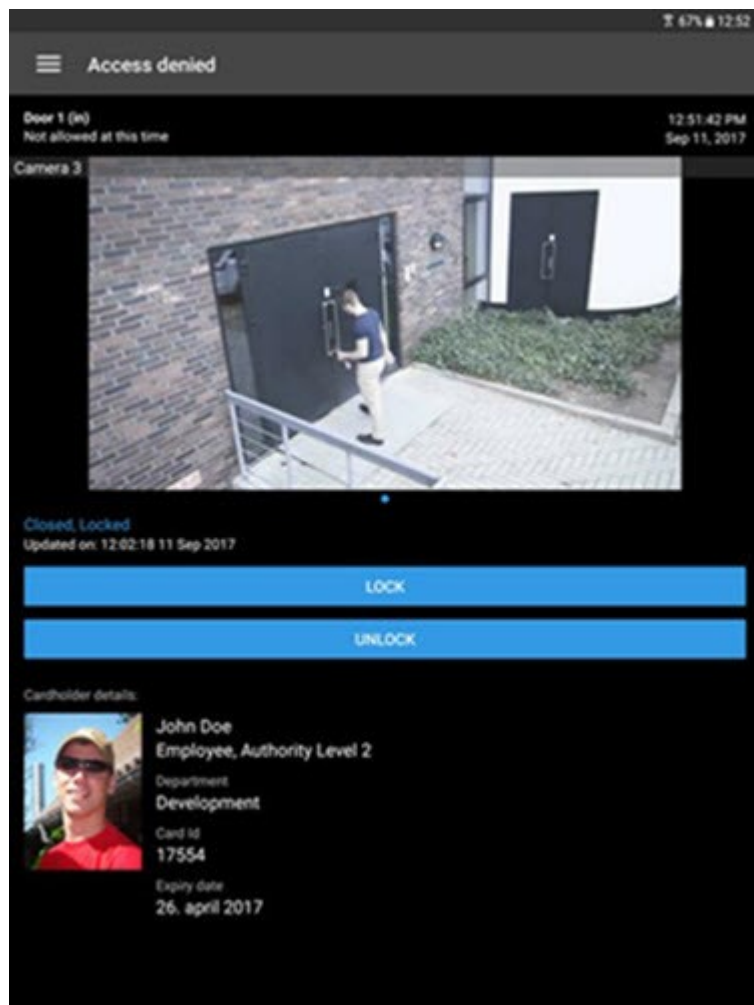 67% 12:52
Access denied
Door 1 (in)
12:51:42 PM
Not allowed at this time
Sep 11, 2017
Camera 3
Closed, Locked
Updated on: 12:02:18 11 Sep 2017
LOCK
UNLOCK
Cardholder details:
John Doe
Employee, Authority Level 2
Department
Development
Card Id
17554
Expiry date
26. april 2017